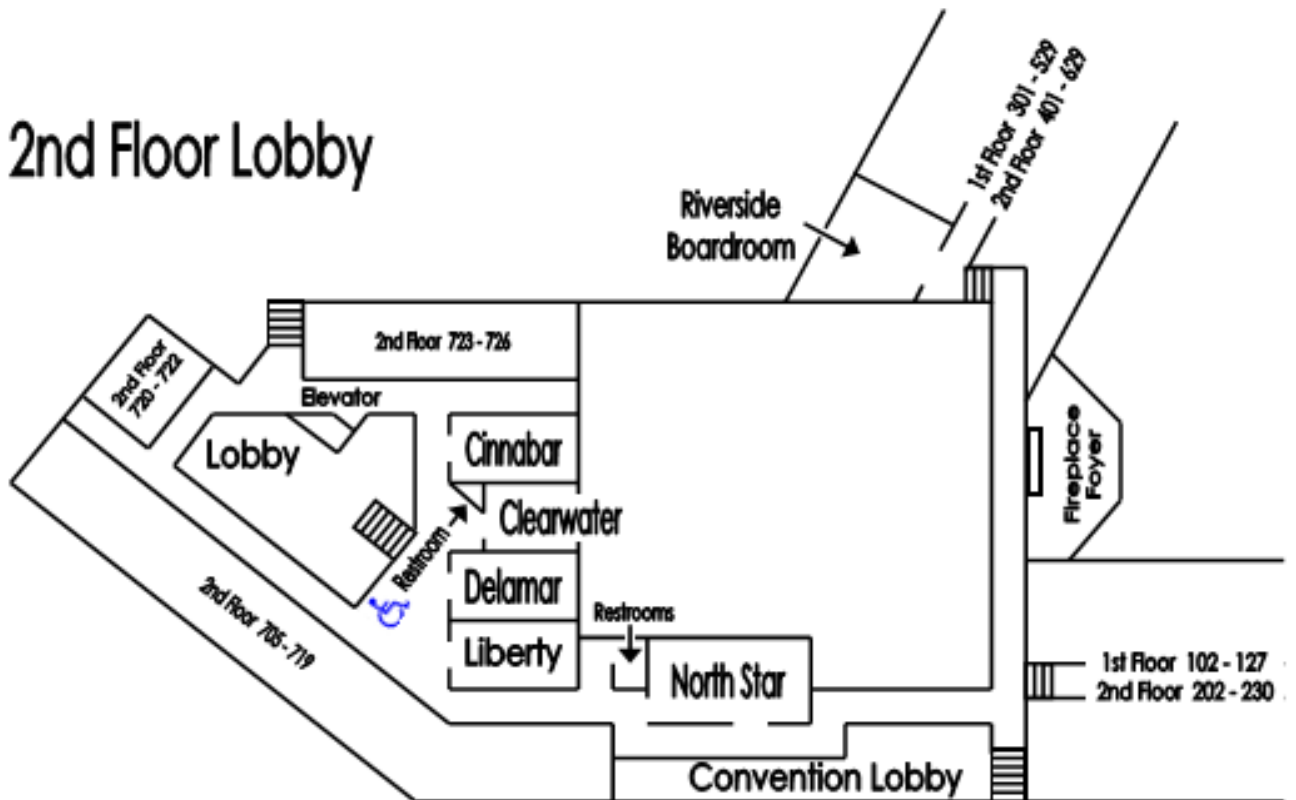 2nd Floor Lobby
1st Floor 301 - 529
2nd Floor 401 - 629
Riverside
Boardroom
2nd Floor
720 - 722
2nd Floor 723 - 726
Elevator
Lobby
Cinnabar
Clearwater
Restroom
Delamar
Liberty
Restrooms
North Star
Fireplace
Foyer
2nd Floor 705 - 719
1st Floor 102 - 127
2nd Floor 202 - 230
Convention Lobby